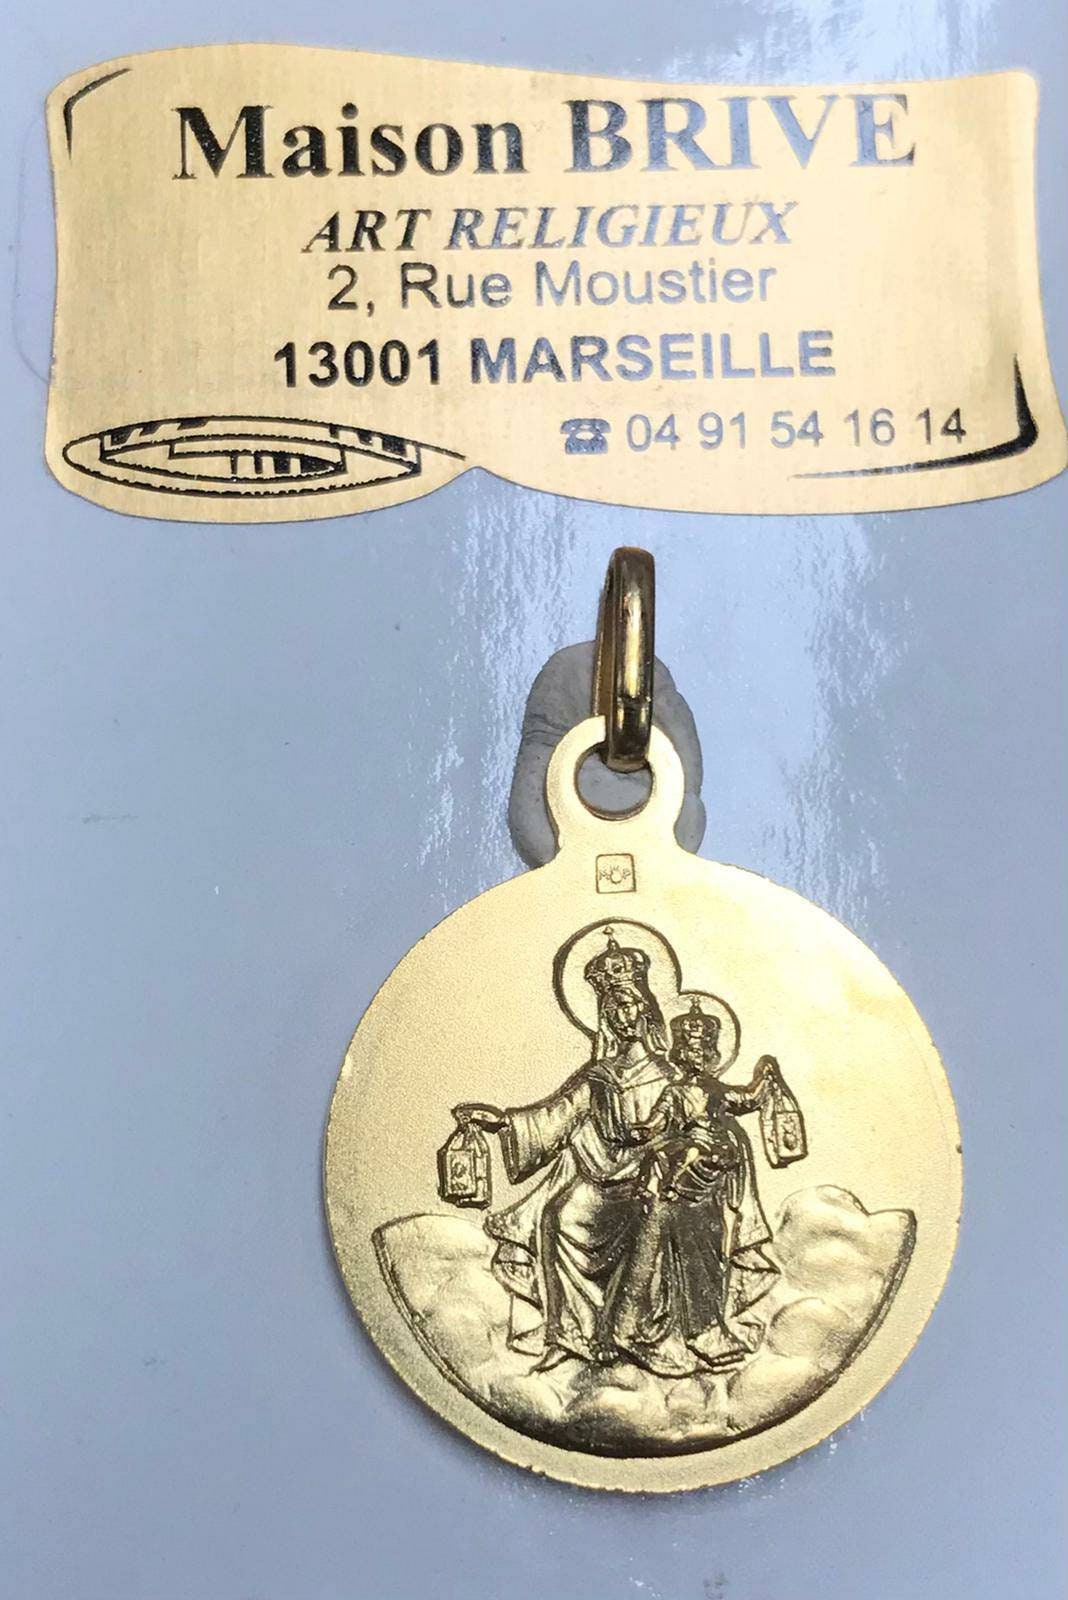 Maison BRIVE
ART RELIGIEUX
2, Rue Moustier
13001 MARSEILLE
☎ 04 91 54 16 14